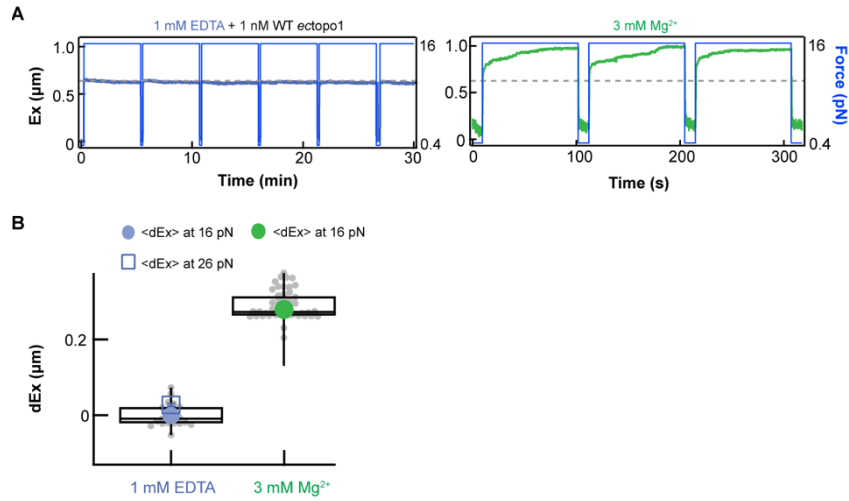 A
1 mM EDTA + 1 nM WT ectopo1
3 mM Mg²⁺
Ex (µm)
1.0
0.5
0
16
0.4
0
10
20
30
Time (min)
1.0
0.5
0
16
0.4
Force (pN)
0
100
200
300
Time (s)
B
<dEx> at 16 pN
<dEx> at 16 pN
<dEx> at 26 pN
dEx (µm)
0.2
0
1 mM EDTA
3 mM Mg²⁺